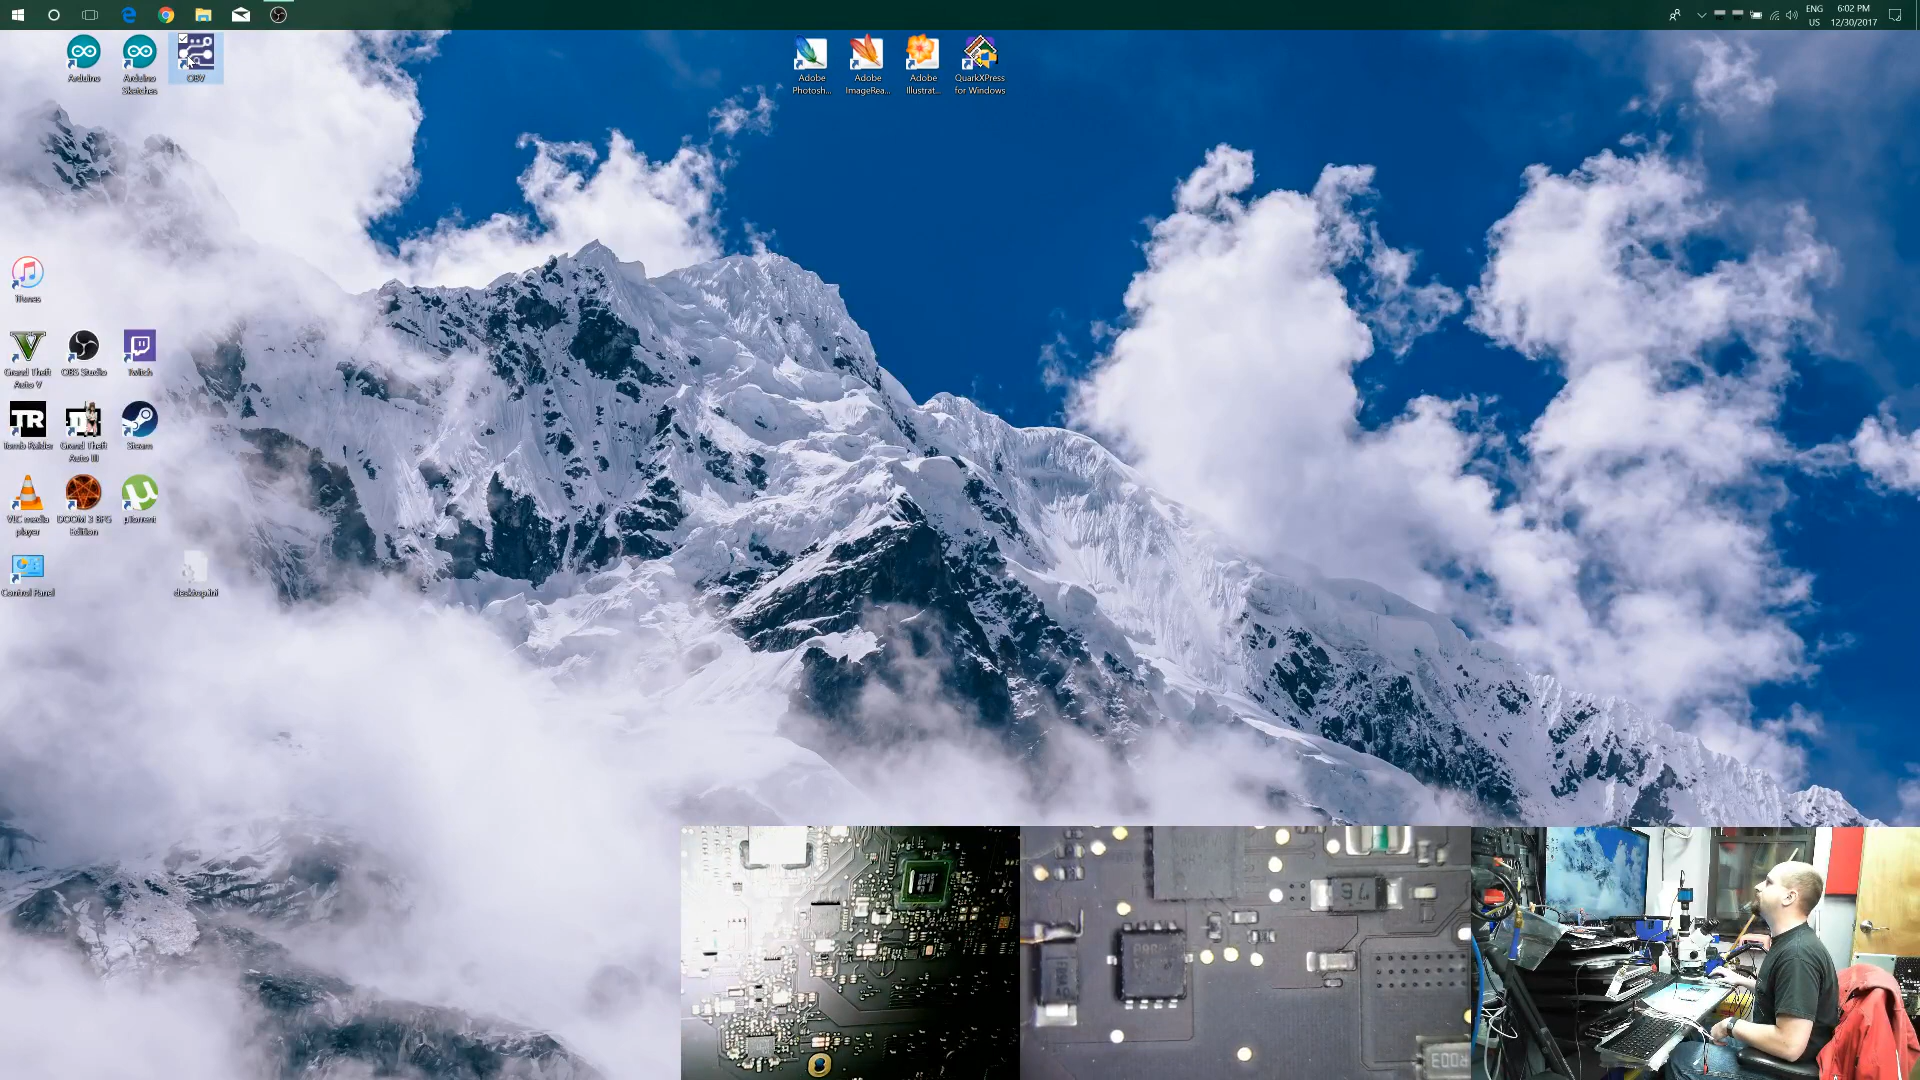 ENG
US
6:02 PM
12/30/2017
Arduino
Arduino
Sketches
OBV
Adobe
Photosh...
Adobe
ImageRea...
Adobe
Illustrat...
QuarkXPress
for Windows
iTunes
Grand Theft
Auto V
OBS Studio
Twitch
TR
Tomb Raider
Grand Theft
Auto III
Steam
VLC media
player
DOOM 3 BFG
Edition
µTorrent
Control Panel
desktop.ini
R003